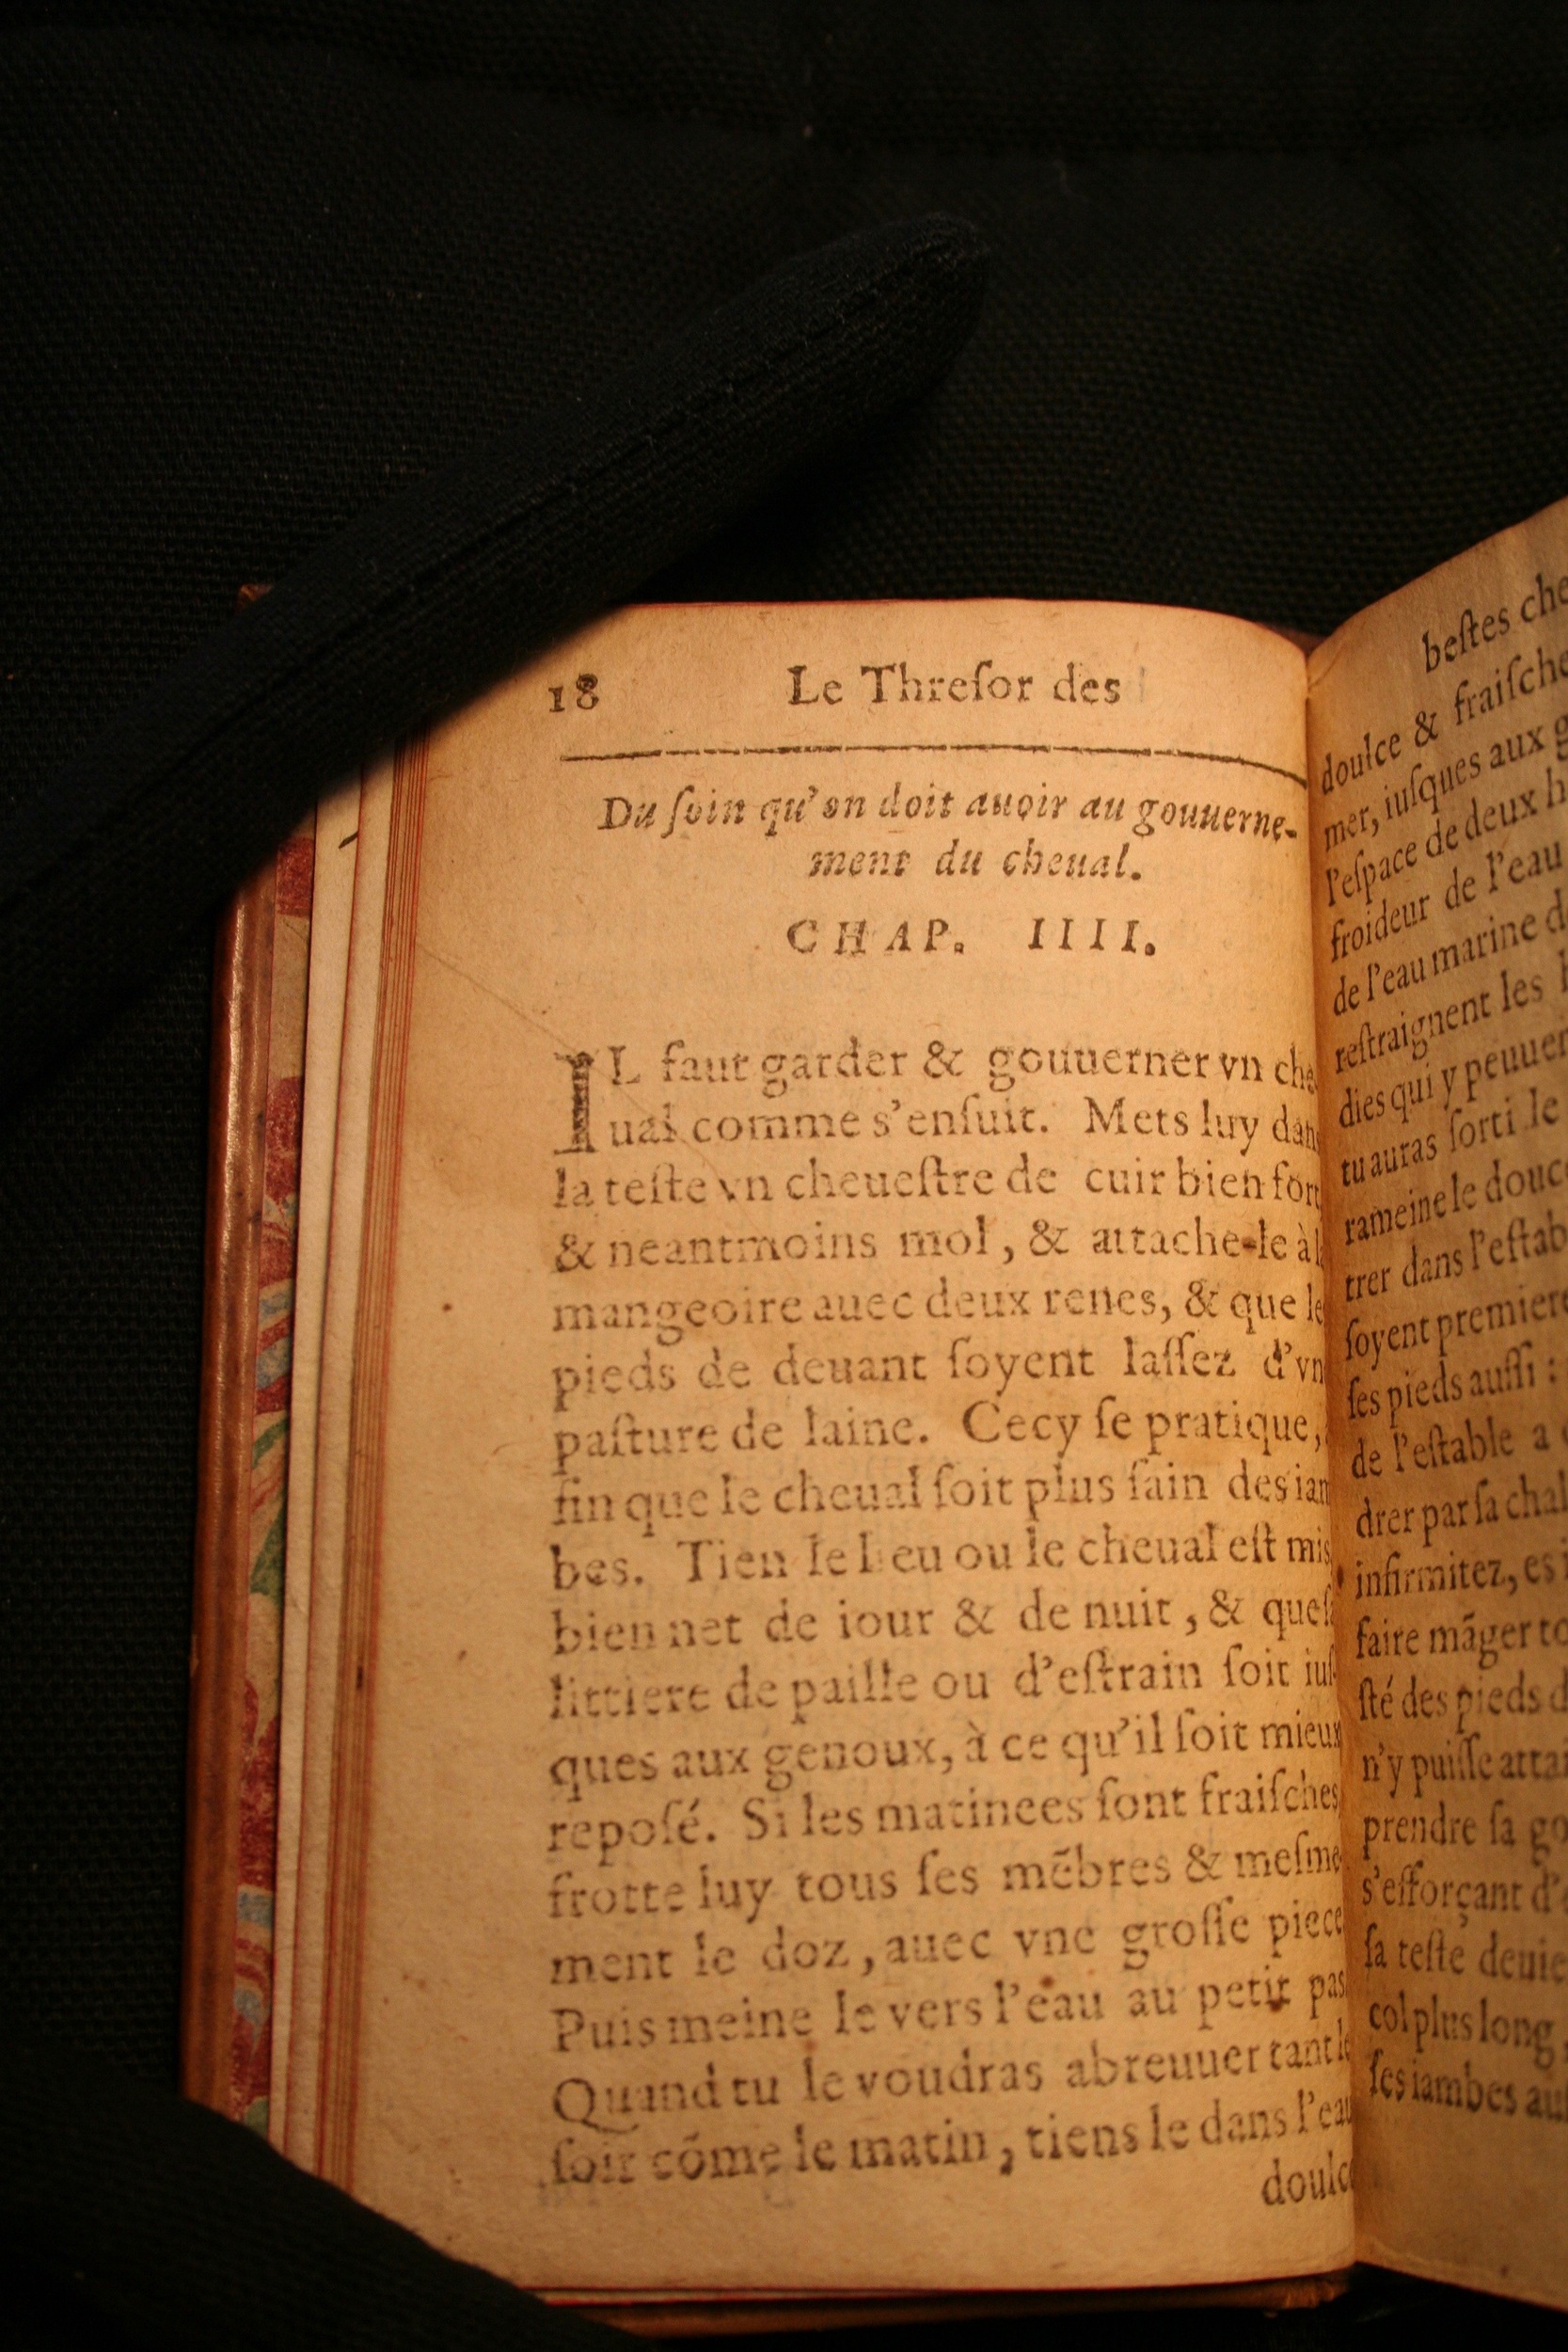 18 Le Threſor des
Du ſoin qu'on doit auoir au gouuerne-
ment du cheual.
CHAP. IIII.
IL faut garder & gouuerner vn che
ual comme s'enſuit. Mets luy dans
la teſte vn cheueſtre de cuir bien fort
& neantmoins mol, & attache-le à l
mangeoire auec deux renes, & que le
pieds de deuant ſoyent laſſez d'vn
paſture de laine. Cecy ſe pratique,
fin que le cheual ſoit plus ſain des iam
bes. Tien le lieu ou le cheual eſt mis
bien net de iour & de nuit, & que ſ
littiere de paille ou d'eſtrain ſoit iuſ
ques aux genoux, à ce qu'il ſoit mieux
repoſé. Si les matinees ſont fraiſches
frotte luy tous ſes mẽbres & meſme
ment le doz, auec vne groſſe piece
Puis meine le vers l'eau au petit pas
Quand tu le voudras abreuuer tant le
ſoir cõme le matin, tiens le dans l'eau
doulce
beſtes che
doulce & fraiſche
mer, iuſques aux g
l'eſpace de deux h
froideur de l'eau
de l'eau marine d
reſtraignent les
dies qui y peuuen
tu auras ſorti le
rameine le douce
trer dans l'eſtab
ſoyent premiere
ſes pieds auſſi :
de l'eſtable a
drer par ſa chal
infirmitez, es
faire mãger to
ſté des pieds d
n'y puiſſe attai
prendre ſa go
s'efforçant d'
ſa teſte deuie
col plus long,
ſes iambes auſ